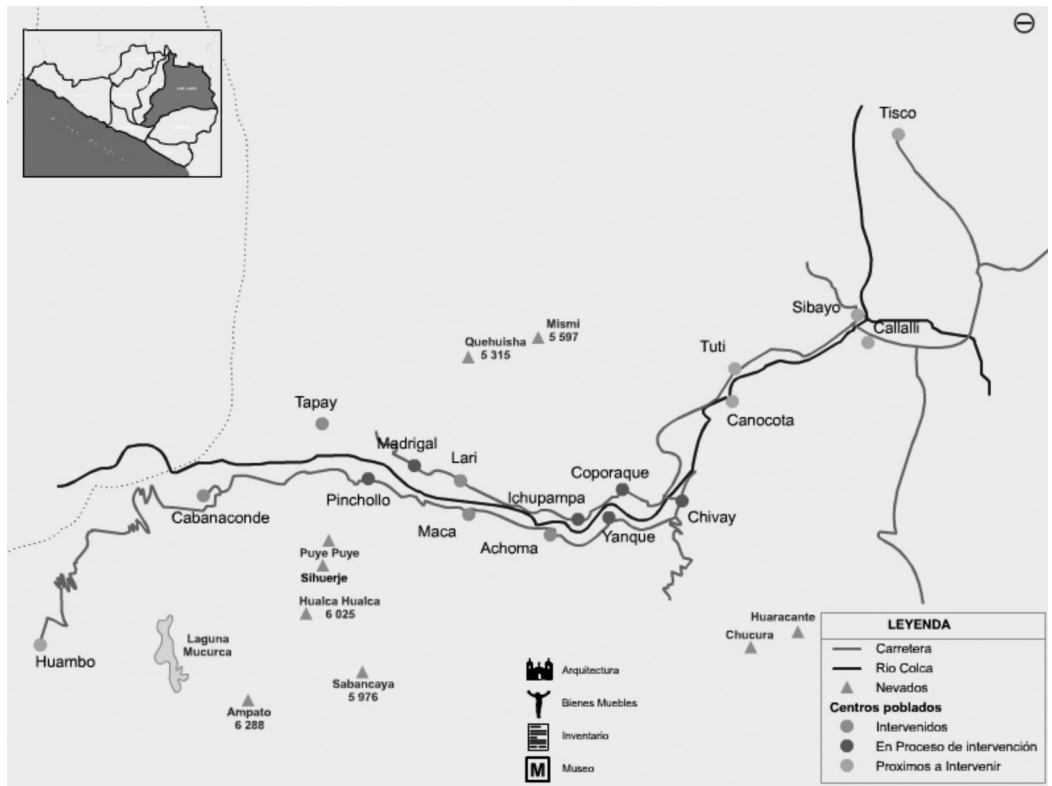 Tisco
Sibayo
Callalli
Mismi
5 597
Quehuisha
5 315
Tuti
Tapay
Canocota
Madrigal
Lari
Coporaque
Pinchollo
Ichupampa
Cabanaconde
Maca
Chivay
Achoma
Yanque
Puye Puye
Sihuerje
Hualca Hualca
6 025
Laguna
Mucurca
Huambo
Huaracante
Chucura
Sabancaya
5 976
Ampato
6 288
Arquitectura
Bienes Muebles
Inventario
M
Museo
LEYENDA
Carretera
Rio Colca
Nevados
Centros poblados
Intervenidos
En Proceso de intervención
Proximos a Intervenir